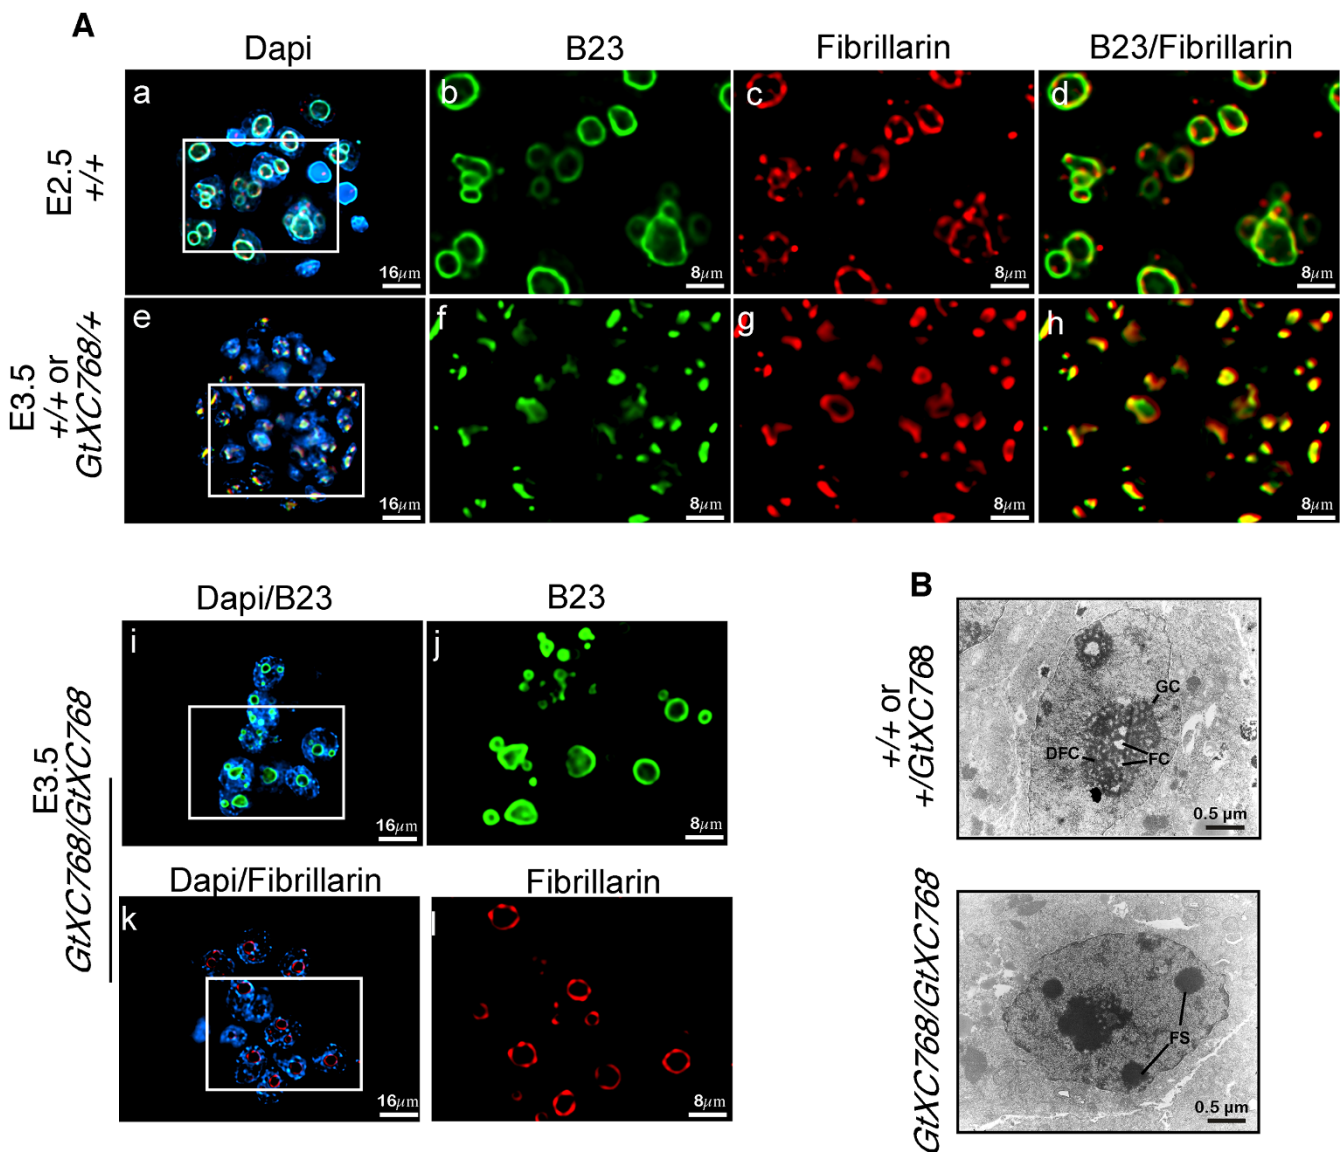 A
Dapi
B23
Fibrillarin
B23/Fibrillarin
E2.5
+/+
a
16µm
b
8µm
c
8µm
d
8µm
E3.5
+/+ or
GtXC768/+
e
16µm
f
8µm
g
8µm
h
8µm
Dapi/B23
B23
E3.5
GtXC768/GtXC768
i
16µm
j
8µm
Dapi/Fibrillarin
Fibrillarin
k
16µm
l
8µm
B
+/+ or
+/GtXC768
GC
DFC
FC
0.5 µm
GtXC768/GtXC768
FS
0.5 µm